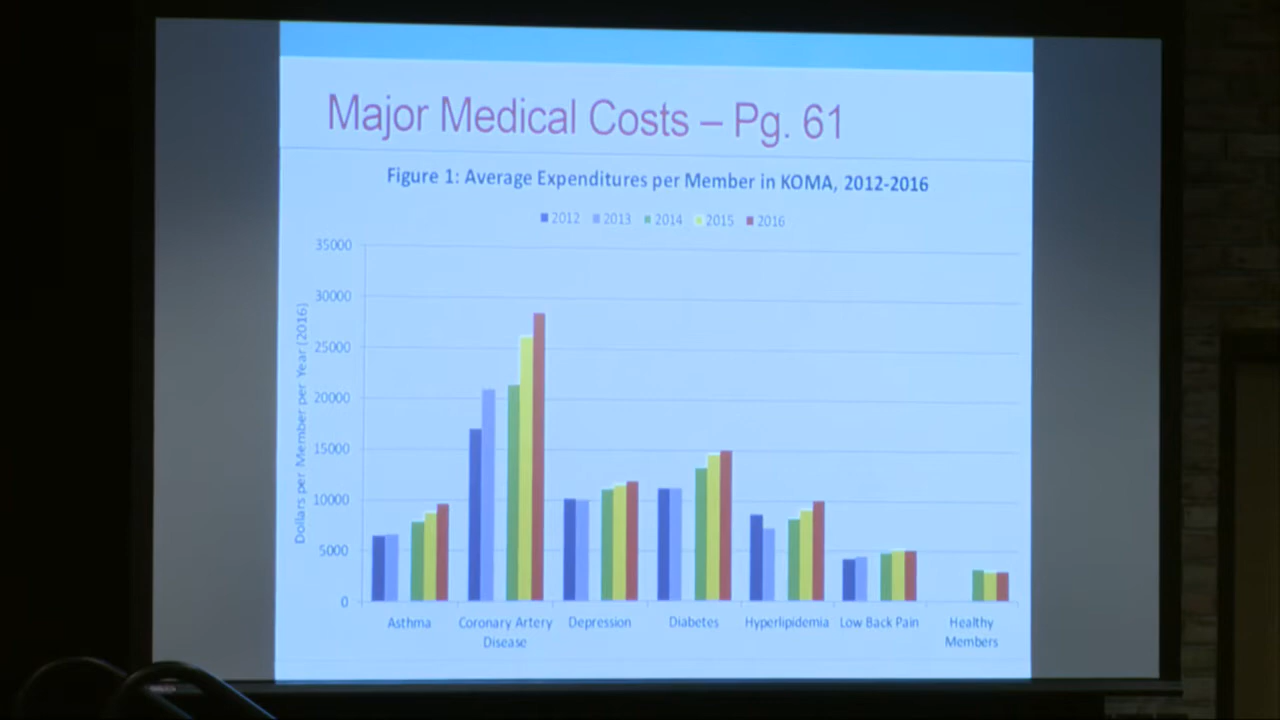 Major Medical Costs – Pg. 61
Figure 1: Average Expenditures per Member in KOMA, 2012-2016
2012 2013 2014 2015 2016
Dollars per Member per Year (2016)
35000
30000
25000
20000
15000
10000
5000
0
Asthma
Coronary Artery Disease
Depression
Diabetes
Hyperlipidemia
Low Back Pain
Healthy Members